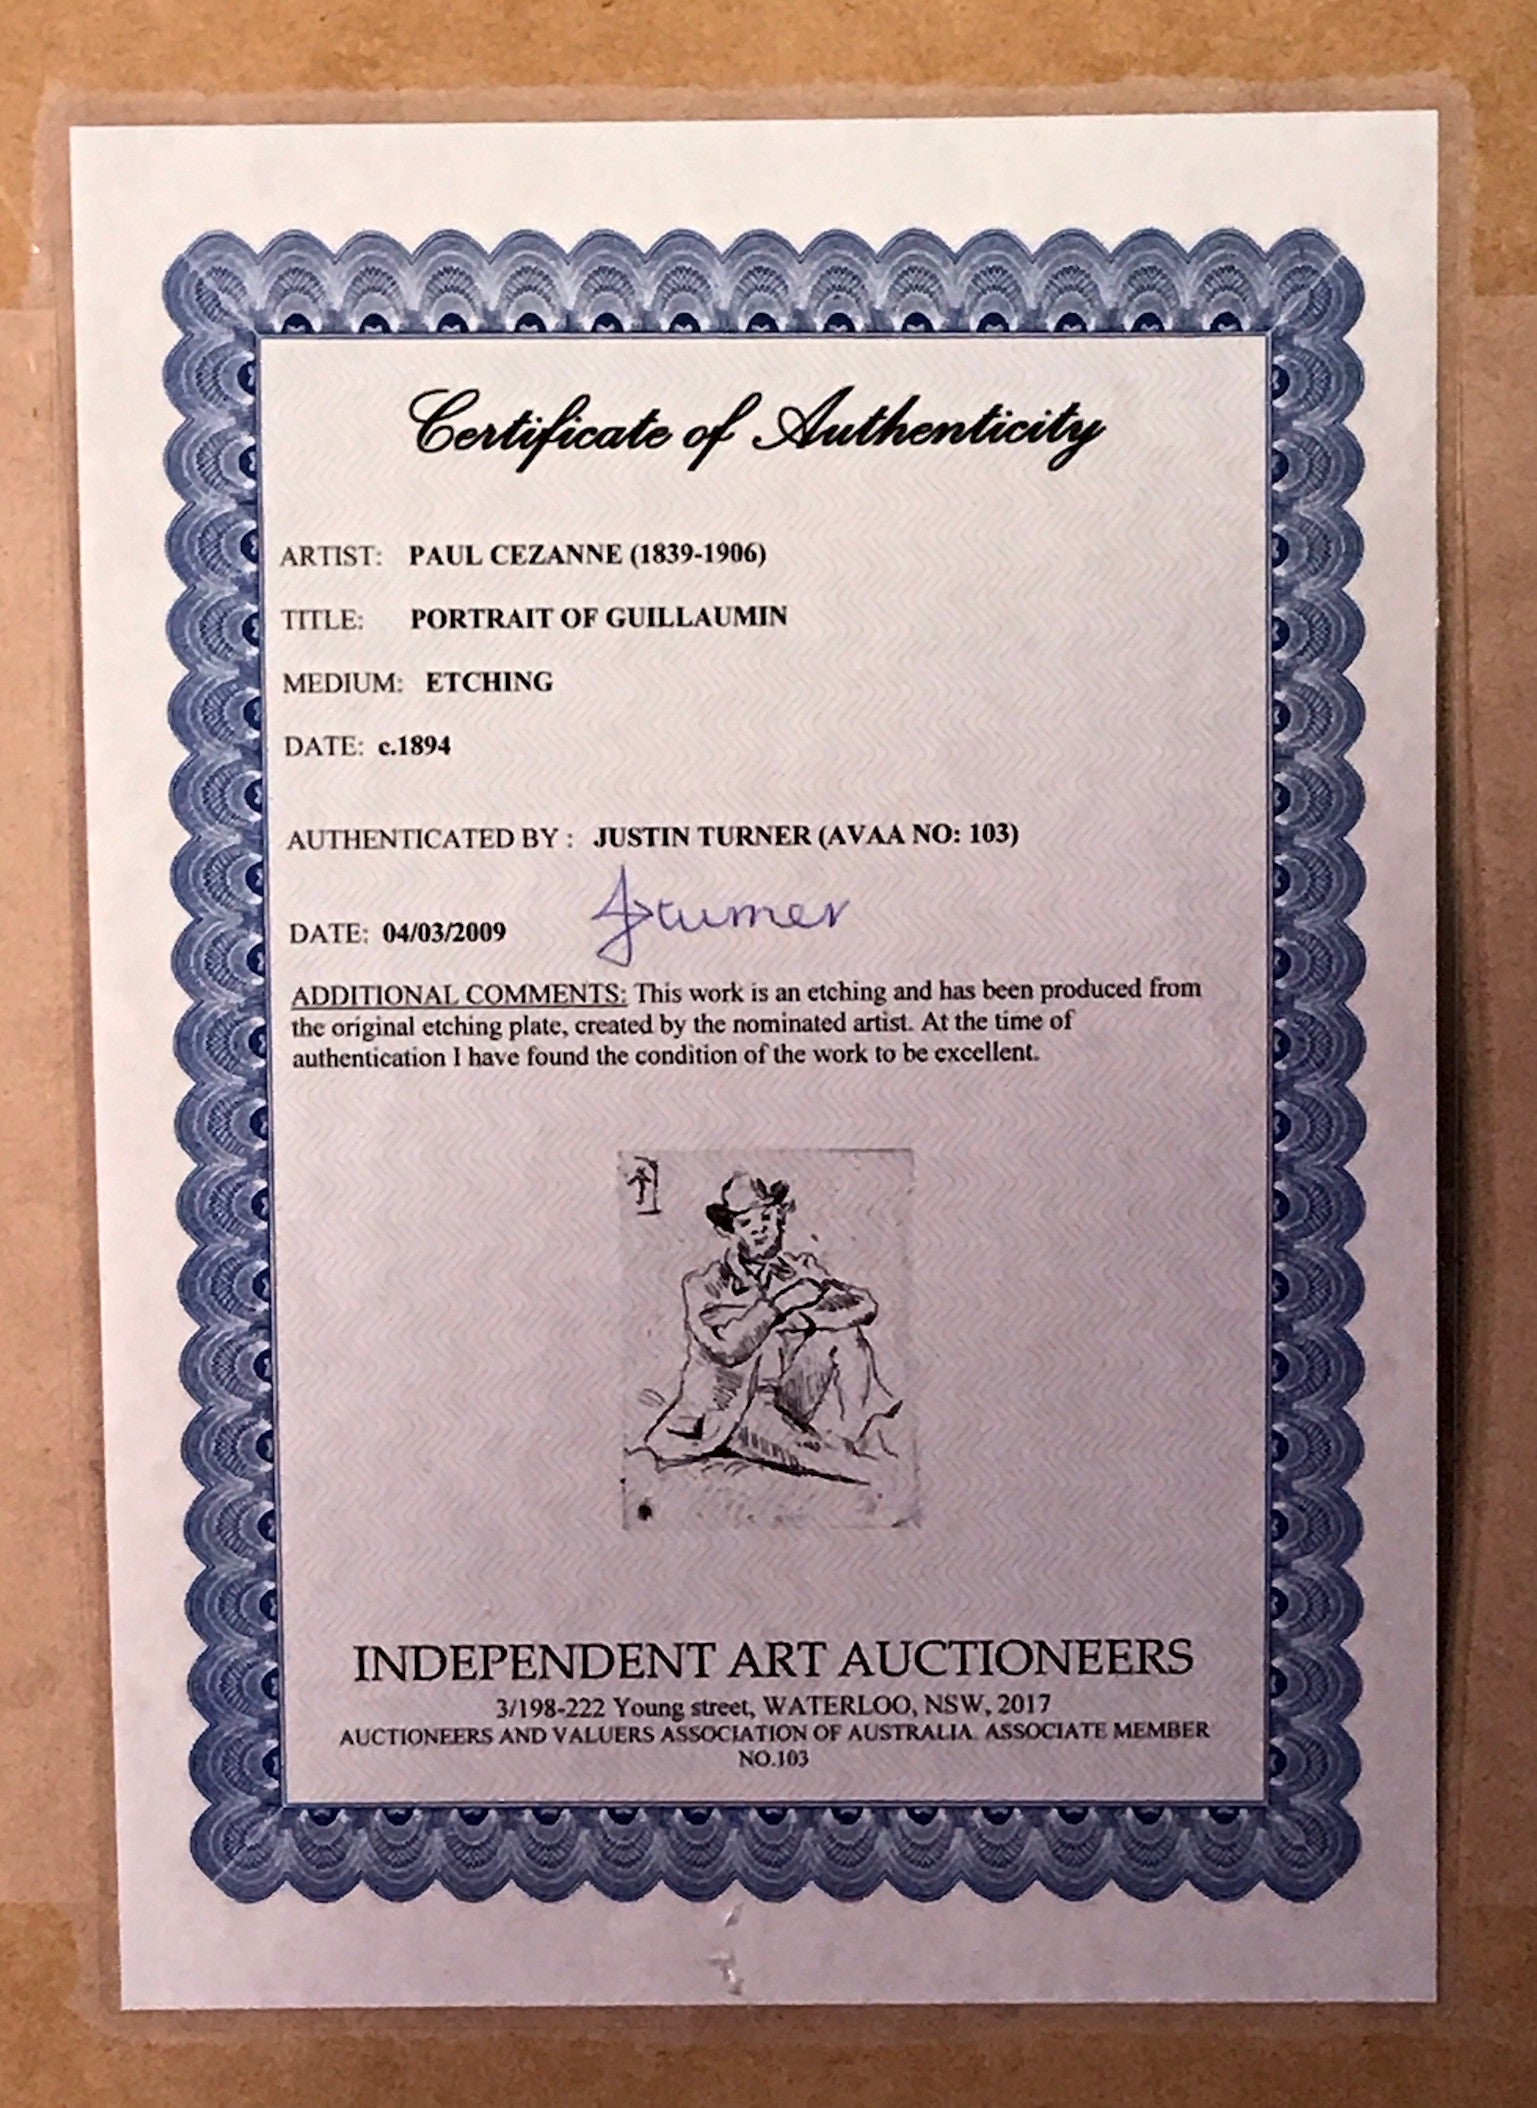 Certificate of Authenticity
ARTIST: PAUL CEZANNE (1839-1906)
TITLE: PORTRAIT OF GUILLAUMIN
MEDIUM: ETCHING
DATE: c.1894
AUTHENTICATED BY : JUSTIN TURNER (AVAA NO: 103)
Jturner
DATE: 04/03/2009
ADDITIONAL COMMENTS: This work is an etching and has been produced from
the original etching plate, created by the nominated artist. At the time of
authentication I have found the condition of the work to be excellent.
INDEPENDENT ART AUCTIONEERS
3/198-222 Young street, WATERLOO, NSW, 2017
AUCTIONEERS AND VALUERS ASSOCIATION OF AUSTRALIA. ASSOCIATE MEMBER
NO.103